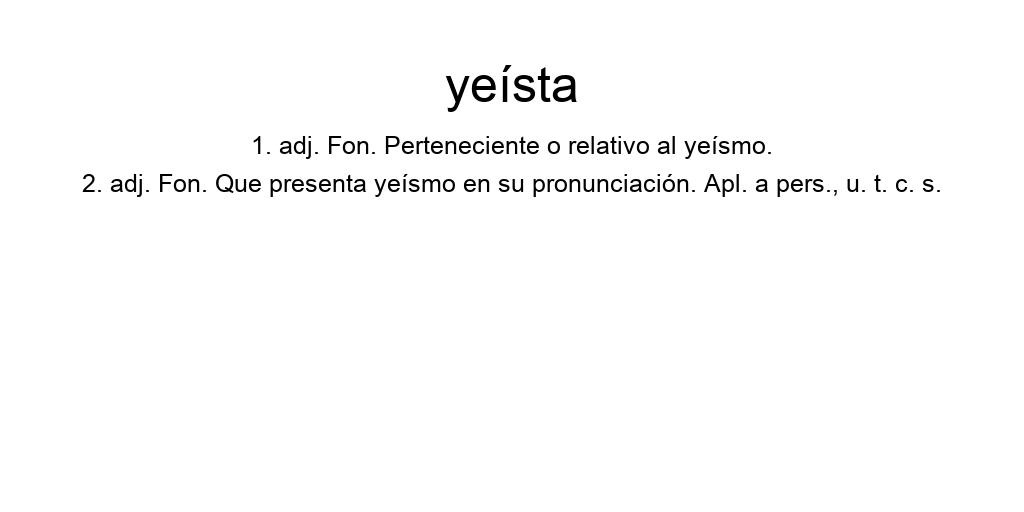 yeísta
1. adj. Fon. Perteneciente o relativo al yeísmo.
2. adj. Fon. Que presenta yeísmo en su pronunciación. Apl. a pers., u. t. c. s.